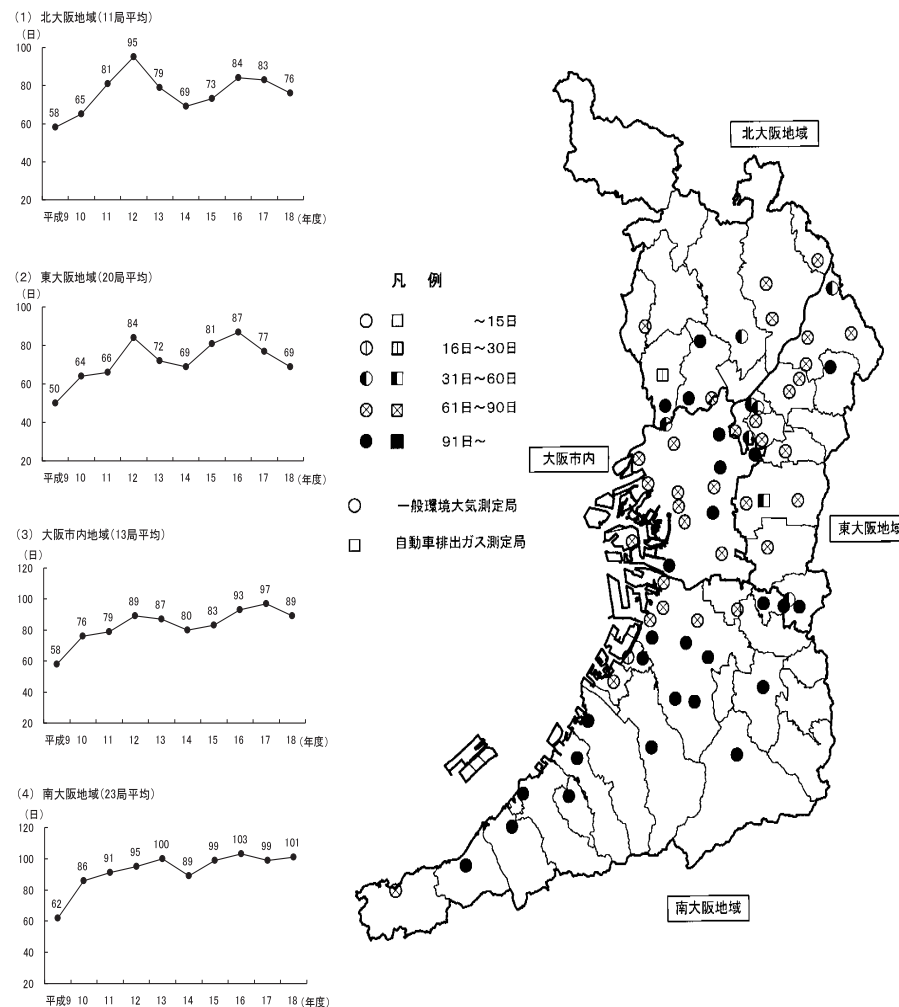 (1) 北大阪地域(11局平均)
(日)
100
80
60
40
20
58
65
81
95
79
69
73
84
83
76
平成9 10 11 12 13 14 15 16 17 18 (年度)
(2) 東大阪地域(20局平均)
(日)
100
80
60
40
20
50
64
66
84
72
69
81
87
77
69
平成9 10 11 12 13 14 15 16 17 18 (年度)
(3) 大阪市内地域(13局平均)
(日)
120
100
80
60
40
20
58
76
79
89
87
80
83
93
97
89
平成9 10 11 12 13 14 15 16 17 18 (年度)
(4) 南大阪地域(23局平均)
(日)
120
100
80
60
40
20
62
86
91
95
100
89
99
103
99
101
平成9 10 11 12 13 14 15 16 17 18 (年度)
凡 例
~15日
16日~30日
31日~60日
61日~90日
91日~
一般環境大気測定局
自動車排出ガス測定局
北大阪地域
大阪市内
東大阪地域
南大阪地域